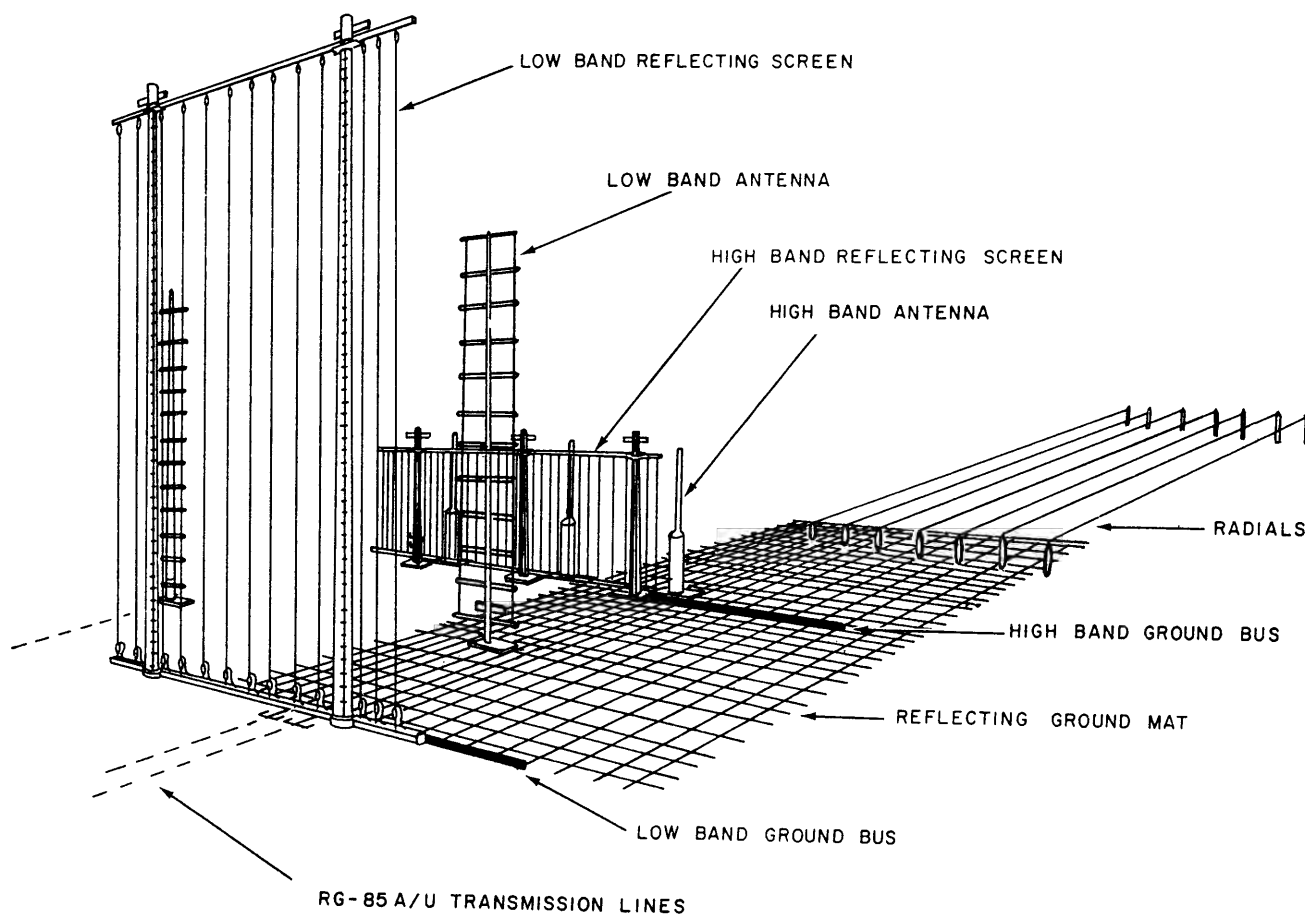 LOW BAND REFLECTING SCREEN
LOW BAND ANTENNA
HIGH BAND REFLECTING SCREEN
HIGH BAND ANTENNA
RADIALS
HIGH BAND GROUND BUS
REFLECTING GROUND MAT
LOW BAND GROUND BUS
RG-85 A/U TRANSMISSION LINES